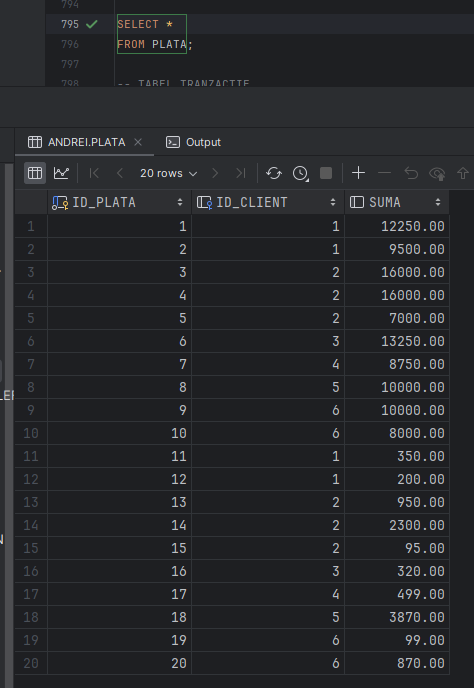 794
795 SELECT *
796 FROM PLATA;
797
798 -- TABEL TRANZACTIE
ANDREI.PLATA × Output
20 rows
ID_PLATA ID_CLIENT SUMA
1 1 1 12250.00
2 2 1 9500.00
3 3 2 16000.00
4 4 2 16000.00
5 5 2 7000.00
6 6 3 13250.00
7 7 4 8750.00
8 8 5 10000.00
9 9 6 10000.00
10 10 6 8000.00
11 11 1 350.00
12 12 1 200.00
13 13 2 950.00
14 14 2 2300.00
15 15 2 95.00
16 16 3 320.00
17 17 4 499.00
18 18 5 3870.00
19 19 6 99.00
20 20 6 870.00